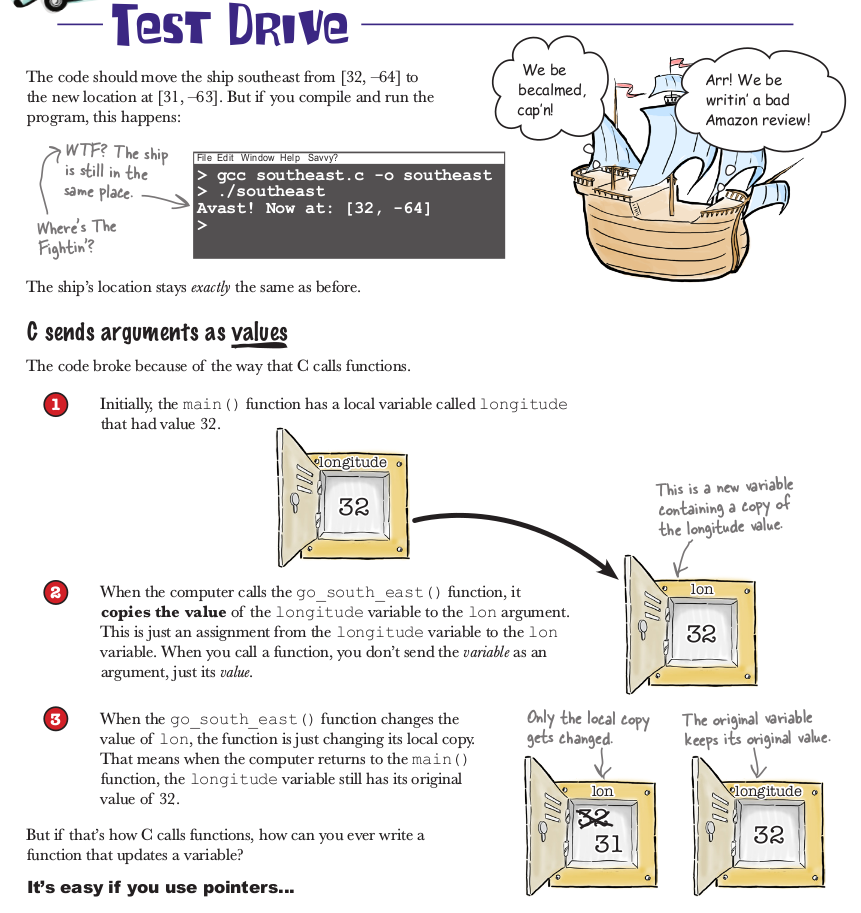 Test Drive
The code should move the ship southeast from [32, –64] to
the new location at [31, –63]. But if you compile and run the
program, this happens:
We be
becalmed,
cap'n!
Arr! We be
writin' a bad
Amazon review!
WTF? The ship
is still in the
same place.
Where's The
Fightin'?
File Edit Window Help Savvy?
> gcc southeast.c -o southeast
> ./southeast
Avast! Now at: [32, -64]
>
The ship's location stays exactly the same as before.
C sends arguments as values
The code broke because of the way that C calls functions.
1
Initially, the main() function has a local variable called longitude
that had value 32.
longitude
32
This is a new variable
containing a copy of
the longitude value.
lon
32
2
When the computer calls the go_south_east() function, it
copies the value of the longitude variable to the lon argument.
This is just an assignment from the longitude variable to the lon
variable. When you call a function, you don't send the variable as an
argument, just its value.
3
When the go_south_east() function changes the
value of lon, the function is just changing its local copy.
That means when the computer returns to the main()
function, the longitude variable still has its original
value of 32.
Only the local copy
gets changed.
The original variable
keeps its original value.
lon
32
31
longitude
32
But if that's how C calls functions, how can you ever write a
function that updates a variable?
It's easy if you use pointers...